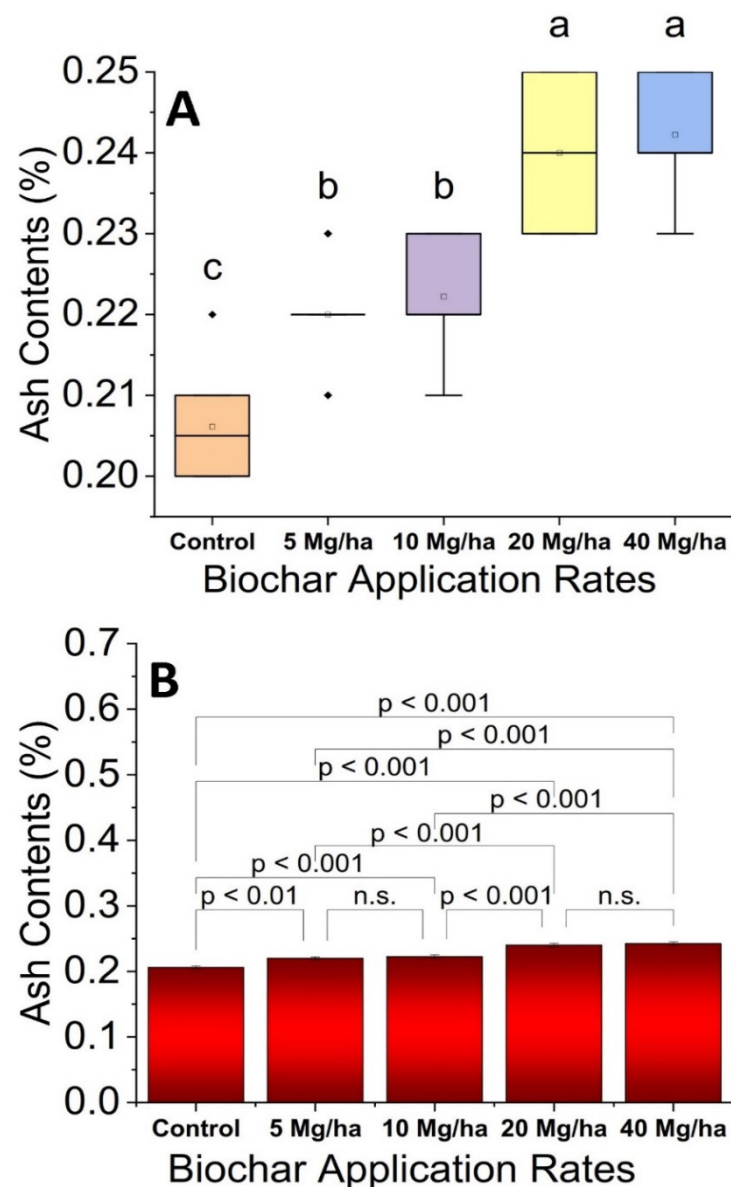 a a
0.25
A
0.24
b b
0.23
c
0.22
0.21
0.20
Ash Contents (%)
Control 5 Mg/ha 10 Mg/ha 20 Mg/ha 40 Mg/ha
Biochar Application Rates
0.7
B
p < 0.001
0.6
p < 0.001
p < 0.001
0.5
p < 0.001
0.4
p < 0.001
p < 0.001
p < 0.01 n.s. p < 0.001 n.s.
0.3
0.2
0.1
0.0
Ash Contents (%)
Control 5 Mg/ha 10 Mg/ha 20 Mg/ha 40 Mg/ha
Biochar Application Rates